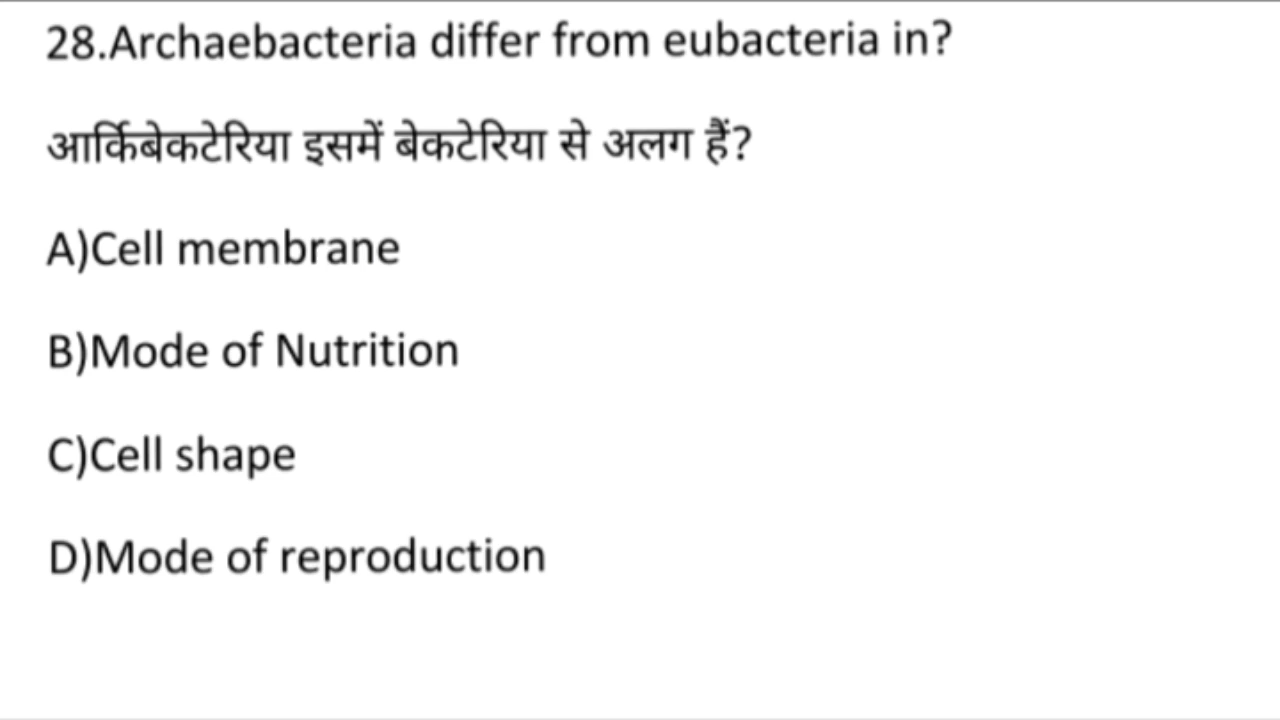 28.Archaebacteria differ from eubacteria in?
आर्किबेकटेरिया इसमें बेकटेरिया से अलग हैं?
A)Cell membrane
B)Mode of Nutrition
C)Cell shape
D)Mode of reproduction